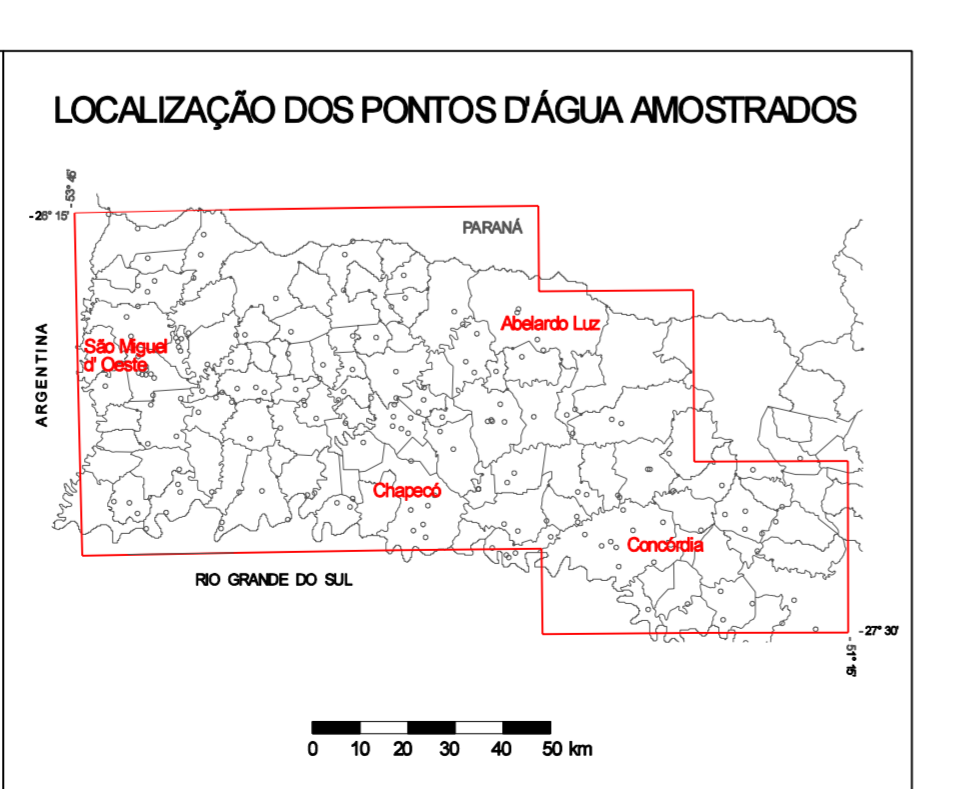 LOCALIZAÇÃO DOS PONTOS D'ÁGUA AMOSTRADOS
- 53° 45'
- 26° 15'
PARANÁ
Abelardo Luz
ARGENTINA
São Miguel
d' Oeste
Chapecó
Concórdia
RIO GRANDE DO SUL
- 27° 30'
- 51° 15'
0 10 20 30 40 50 km